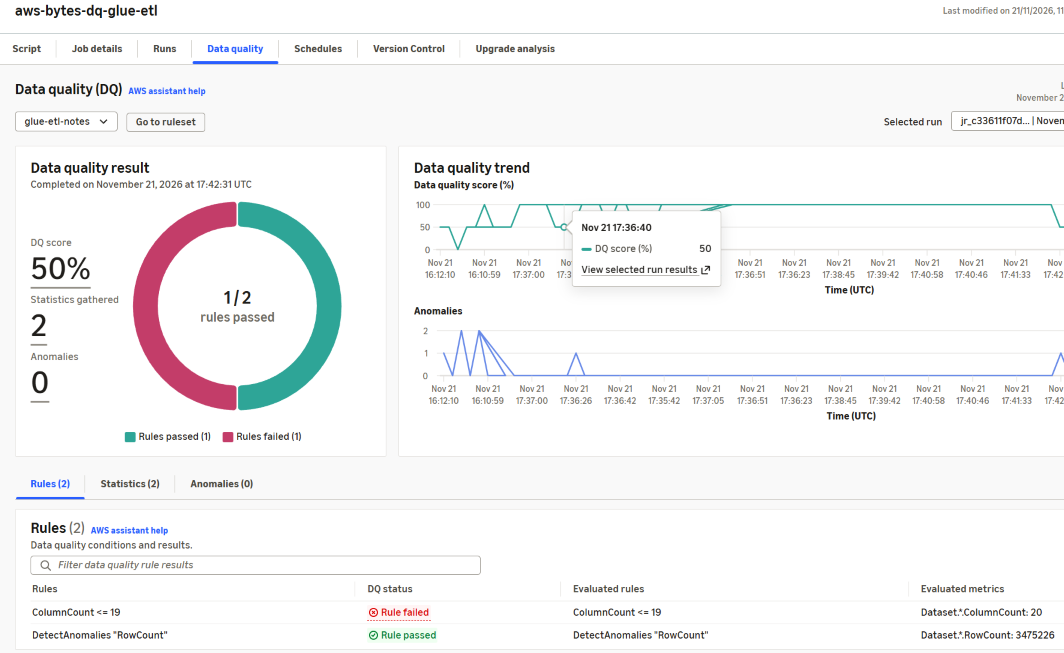 aws-bytes-dq-glue-etl
Last modified on 21/11/2026, 11
Script Job details Runs Data quality Schedules Version Control Upgrade analysis
Data quality (DQ) AWS assistant help
November 2
glue-etl-notes Go to ruleset
Selected run jr_c33611f07d... | Novem
Data quality result
Completed on November 21, 2026 at 17:42:31 UTC
DQ score
50%
Statistics gathered
2
Anomalies
0
1 / 2
rules passed
Rules passed (1) Rules failed (1)
Data quality trend
Data quality score (%)
100
50
0
Nov 21 17:36:40
DQ score (%) 50
View selected run results
Nov 21 Nov 21 Nov 21 No Nov 21 Nov 21 Nov 21 Nov 21 Nov 21 Nov 21 Nov
16:12:10 16:10:59 17:37:00 17:3 17:36:51 17:36:23 17:38:45 17:39:42 17:40:58 17:40:46 17:41:33 17:42
Time (UTC)
Anomalies
2
1
0
Nov 21 Nov 21 Nov 21 Nov 21 Nov 21 Nov 21 Nov 21 Nov 21 Nov 21 Nov 21 Nov 21 Nov 21 Nov 21 Nov 21 Nov
16:12:10 16:10:59 17:37:00 17:36:26 17:36:42 17:35:42 17:37:05 17:36:51 17:36:23 17:38:45 17:39:42 17:40:58 17:40:46 17:41:33 17:42
Time (UTC)
Rules (2) Statistics (2) Anomalies (0)
Rules (2) AWS assistant help
Data quality conditions and results.
Filter data quality rule results
Rules DQ status Evaluated rules Evaluated metrics
ColumnCount <= 19 Rule failed ColumnCount <= 19 Dataset.*.ColumnCount: 20
DetectAnomalies "RowCount" Rule passed DetectAnomalies "RowCount" Dataset.*.RowCount: 3475226